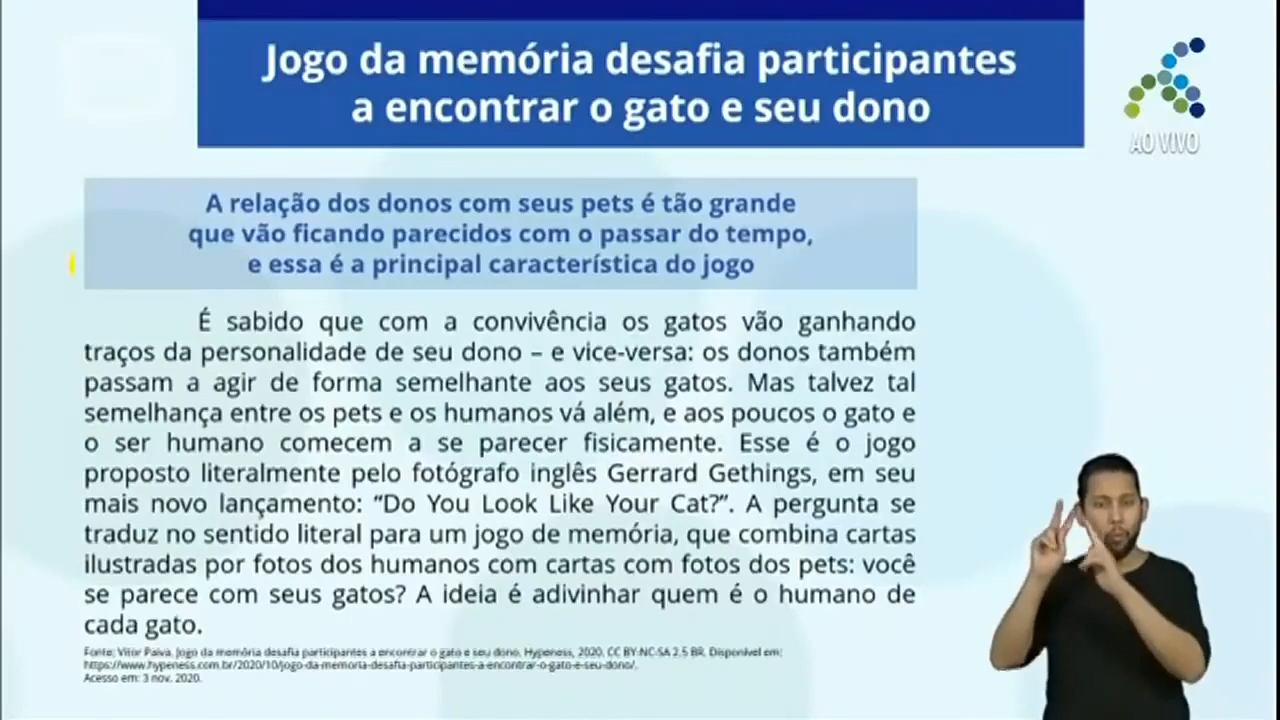 Jogo da memória desafia participantes
a encontrar o gato e seu dono
AO VIVO
A relação dos donos com seus pets é tão grande
que vão ficando parecidos com o passar do tempo,
e essa é a principal característica do jogo
É sabido que com a convivência os gatos vão ganhando
traços da personalidade de seu dono – e vice-versa: os donos também
passam a agir de forma semelhante aos seus gatos. Mas talvez tal
semelhança entre os pets e os humanos vá além, e aos poucos o gato e
o ser humano comecem a se parecer fisicamente. Esse é o jogo
proposto literalmente pelo fotógrafo inglês Gerrard Gethings, em seu
mais novo lançamento: “Do You Look Like Your Cat?”. A pergunta se
traduz no sentido literal para um jogo de memória, que combina cartas
ilustradas por fotos dos humanos com cartas com fotos dos pets: você
se parece com seus gatos? A ideia é adivinhar quem é o humano de
cada gato.
Fonte: Vitor Paiva. Jogo da memória desafia participantes a encontrar o gato e seu dono. Hypeness, 2020. CC BY-NC-SA 2.5 BR. Disponível em:
https://www.hypeness.com.br/2020/10/jogo-da-memoria-desafia-participantes-a-encontrar-o-gato-e-seu-dono/.
Acesso em: 3 nov. 2020.